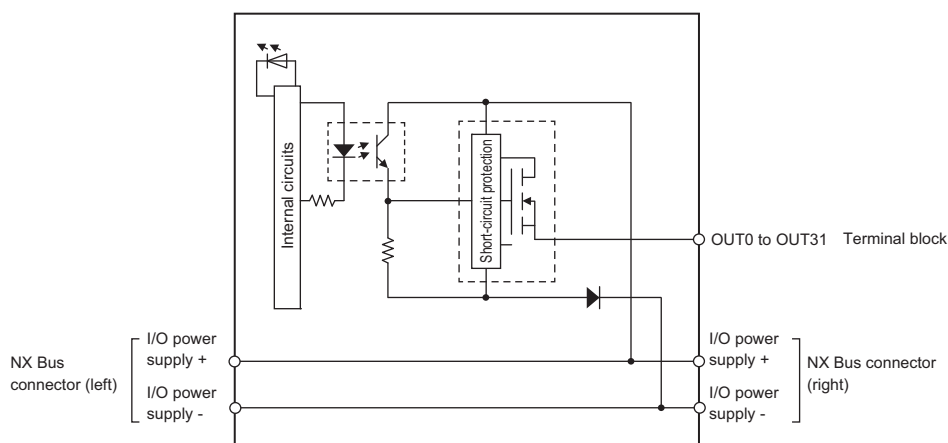 Internal circuits
Short-circuit protection
OUT0 to OUT31 Terminal block
NX Bus
connector (left)
I/O power
supply +
I/O power
supply -
I/O power
supply +
I/O power
supply -
NX Bus connector
(right)